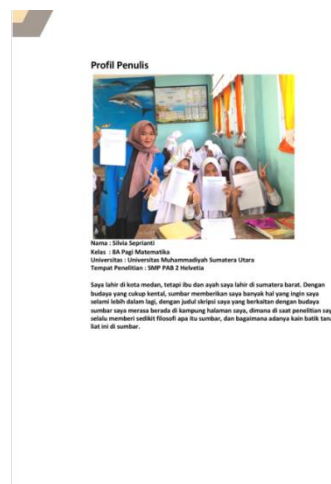 Profil Penulis
Nama : Silvia Seprianti
Kelas : 8A Pagi Matematika
Universitas : Universitas Muhammadiyah Sumatera Utara
Tempat Penelitian : SMP PAB 2 Helvetia
Saya lahir di kota medan, tetapi ibu dan ayah saya lahir di sumatera barat. Dengan
budaya yang cukup kental, sumbar memberikan saya banyak hal yang ingin saya
selami lebih dalam lagi, dengan judul skripsi saya yang berkaitan dengan budaya
sumbar saya merasa berada di kampung halaman saya, dimana di saat penelitian say
selalu memberi sedikit filosofi apa itu sumbar, dan bagaimana adanya kain batik tana
liat ini di sumbar.